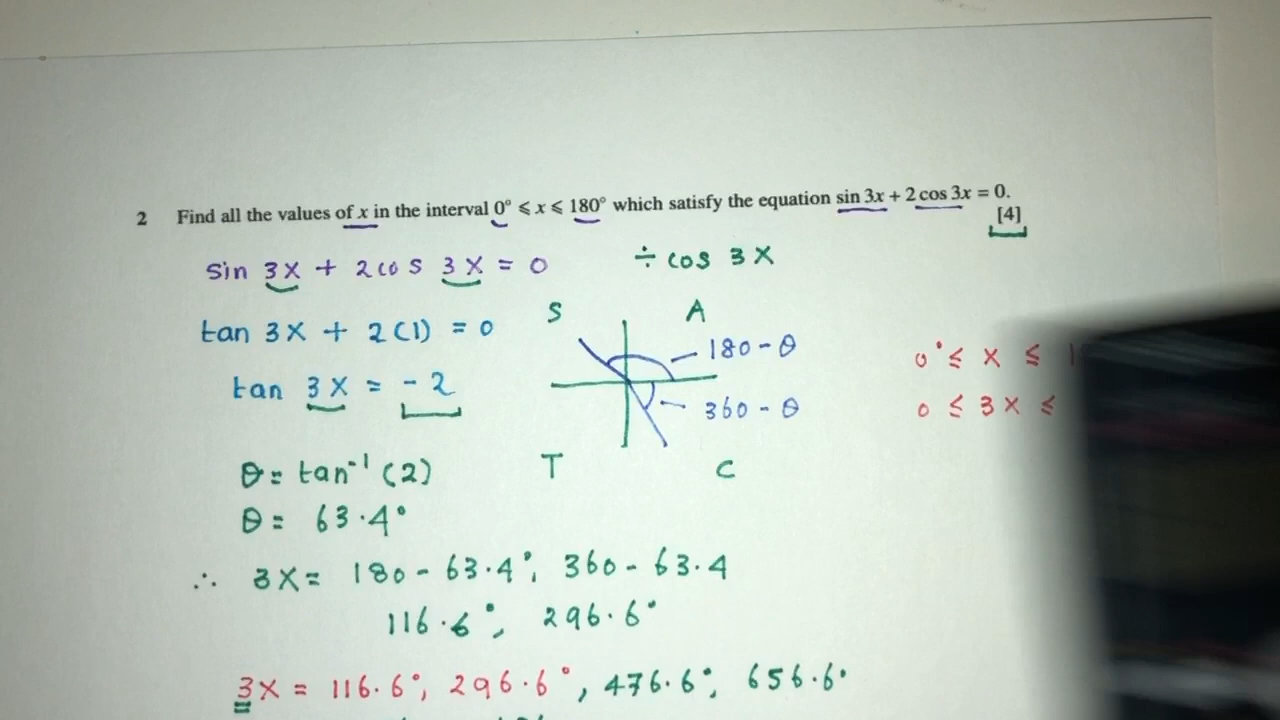 2 Find all the values of x in the interval 0° ⩽ x ⩽ 180° which satisfy the equation sin 3x + 2 cos 3x = 0.
[4]
sin 3x + 2cos 3x = 0
÷ cos 3x
tan 3x + 2(1) = 0
tan 3x = -2
S A
180 - θ
360 - θ
T C
0° ≤ x ≤ 1
0 ≤ 3x ≤
θ = tan⁻¹ (2)
θ = 63.4°
∴ 3x = 180 - 63.4°, 360 - 63.4
116.6°, 296.6°
3x = 116.6°, 296.6°, 476.6°, 656.6°